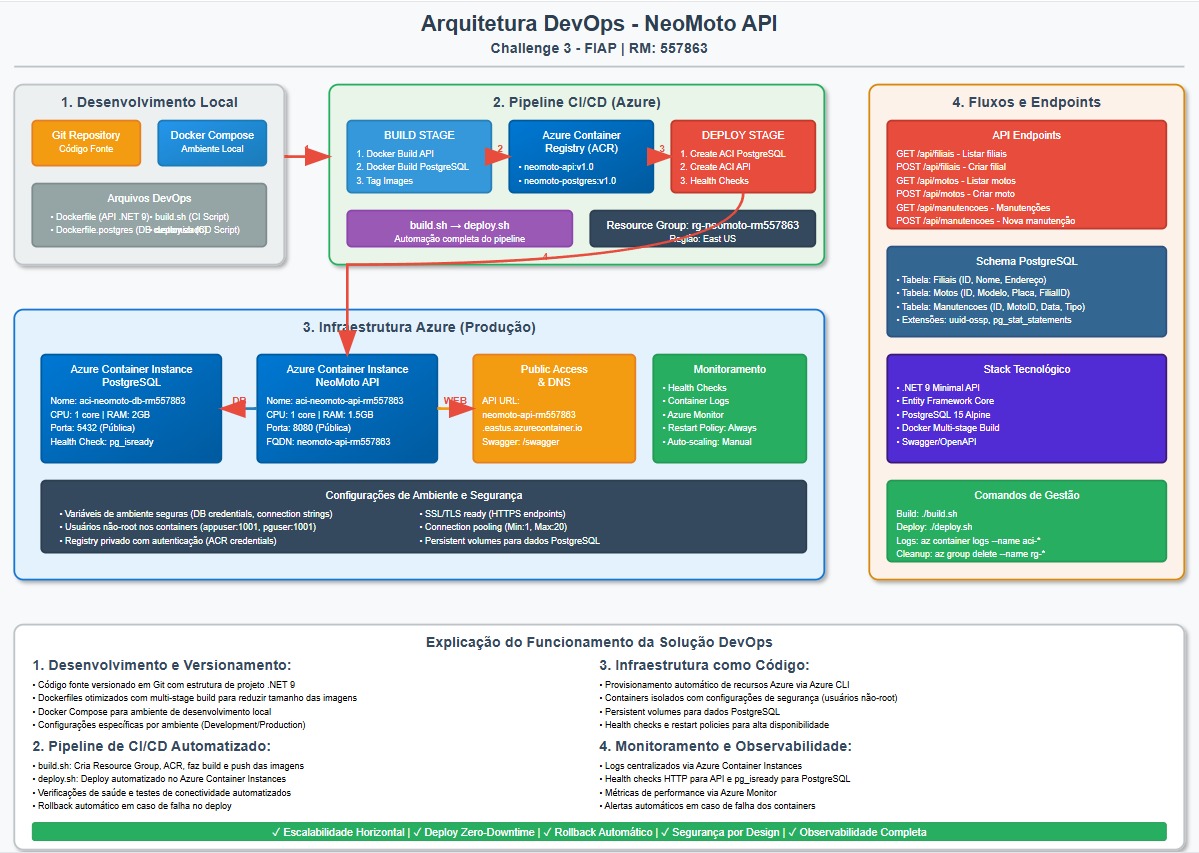 Arquitetura DevOps - NeoMoto API
Challenge 3 - FIAP | RM: 557863
1. Desenvolvimento Local
Git Repository
Código Fonte
Docker Compose
Ambiente Local
Arquivos DevOps
• Dockerfile (API .NET 9)• build.sh (CI Script)
• Dockerfile.postgres (DB Script)
1
2. Pipeline CI/CD (Azure)
BUILD STAGE
1. Docker Build API
2. Docker Build PostgreSQL
3. Tag Images
2
Azure Container
Registry (ACR)
• neomoto-api:v1.0
• neomoto-postgres:v1.0
3
DEPLOY STAGE
1. Create ACI PostgreSQL
2. Create ACI API
3. Health Checks
build.sh → deploy.sh
Automação completa do pipeline
Resource Group: rg-neomoto-rm557863
Região: East US
4
3. Infraestrutura Azure (Produção)
Azure Container Instance
PostgreSQL
Nome: aci-neomoto-db-rm557863
CPU: 1 core | RAM: 2GB
Porta: 5432 (Pública)
Health Check: pg_isready
DB
Azure Container Instance
NeoMoto API
Nome: aci-neomoto-api-rm557863
CPU: 1 core | RAM: 1.5GB
Porta: 8080 (Pública)
FQDN: neomoto-api-rm557863
WEB
Public Access
& DNS
API URL:
neomoto-api-rm557863
.eastus.azurecontainer.io
Swagger: /swagger
Monitoramento
• Health Checks
• Container Logs
• Azure Monitor
• Restart Policy: Always
• Auto-scaling: Manual
Configurações de Ambiente e Segurança
• Variáveis de ambiente seguras (DB credentials, connection strings)
• Usuários não-root nos containers (appuser:1001, pguser:1001)
• Registry privado com autenticação (ACR credentials)
• SSL/TLS ready (HTTPS endpoints)
• Connection pooling (Min:1, Max:20)
• Persistent volumes para dados PostgreSQL
4. Fluxos e Endpoints
API Endpoints
GET /api/filiais - Listar filiais
POST /api/filiais - Criar filial
GET /api/motos - Listar motos
POST /api/motos - Criar moto
GET /api/manutencoes - Manutenções
POST /api/manutencoes - Nova manutenção
Schema PostgreSQL
• Tabela: Filiais (ID, Nome, Endereço)
• Tabela: Motos (ID, Modelo, Placa, FilialID)
• Tabela: Manutencoes (ID, MotoID, Data, Tipo)
• Extensões: uuid-ossp, pg_stat_statements
Stack Tecnológico
• .NET 9 Minimal API
• Entity Framework Core
• PostgreSQL 15 Alpine
• Docker Multi-stage Build
• Swagger/OpenAPI
Comandos de Gestão
Build: ./build.sh
Deploy: ./deploy.sh
Logs: az container logs --name aci-*
Cleanup: az group delete --name rg-*
Explicação do Funcionamento da Solução DevOps
1. Desenvolvimento e Versionamento:
• Código fonte versionado em Git com estrutura de projeto .NET 9
• Dockerfiles otimizados com multi-stage build para reduzir tamanho das imagens
• Docker Compose para ambiente de desenvolvimento local
• Configurações específicas por ambiente (Development/Production)
2. Pipeline de CI/CD Automatizado:
• build.sh: Cria Resource Group, ACR, faz build e push das imagens
• deploy.sh: Deploy automatizado no Azure Container Instances
• Verificações de saúde e testes de conectividade automatizados
• Rollback automático em caso de falha no deploy
3. Infraestrutura como Código:
• Provisionamento automático de recursos Azure via Azure CLI
• Containers isolados com configurações de segurança (usuários não-root)
• Persistent volumes para dados PostgreSQL
• Health checks e restart policies para alta disponibilidade
4. Monitoramento e Observabilidade:
• Logs centralizados via Azure Container Instances
• Health checks HTTP para API e pg_isready para PostgreSQL
• Métricas de performance via Azure Monitor
• Alertas automáticos em caso de falha dos containers
✓ Escalabilidade Horizontal | ✓ Deploy Zero-Downtime | ✓ Rollback Automático | ✓ Segurança por Design | ✓ Observabilidade Completa